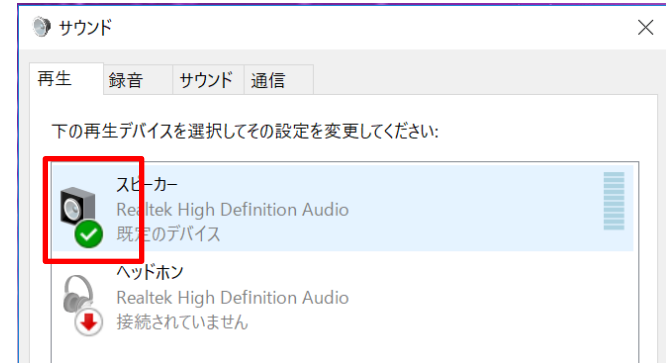 サウンド
再生 録音 サウンド 通信
下の再生デバイスを選択してその設定を変更してください:
スピーカー
Realtek High Definition Audio
既定のデバイス
ヘッドホン
Realtek High Definition Audio
接続されていません